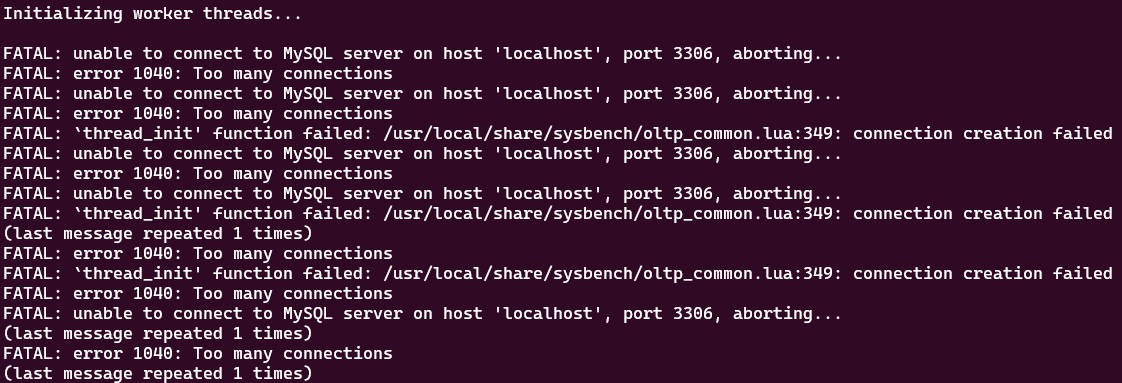 Initializing worker threads...
FATAL: unable to connect to MySQL server on host 'localhost', port 3306, aborting...
FATAL: error 1040: Too many connections
FATAL: unable to connect to MySQL server on host 'localhost', port 3306, aborting...
FATAL: error 1040: Too many connections
FATAL: `thread_init' function failed: /usr/local/share/sysbench/oltp_common.lua:349: connection creation failed
FATAL: unable to connect to MySQL server on host 'localhost', port 3306, aborting...
FATAL: error 1040: Too many connections
FATAL: unable to connect to MySQL server on host 'localhost', port 3306, aborting...
FATAL: `thread_init' function failed: /usr/local/share/sysbench/oltp_common.lua:349: connection creation failed
(last message repeated 1 times)
FATAL: error 1040: Too many connections
FATAL: `thread_init' function failed: /usr/local/share/sysbench/oltp_common.lua:349: connection creation failed
FATAL: error 1040: Too many connections
FATAL: unable to connect to MySQL server on host 'localhost', port 3306, aborting...
(last message repeated 1 times)
FATAL: error 1040: Too many connections
(last message repeated 1 times)